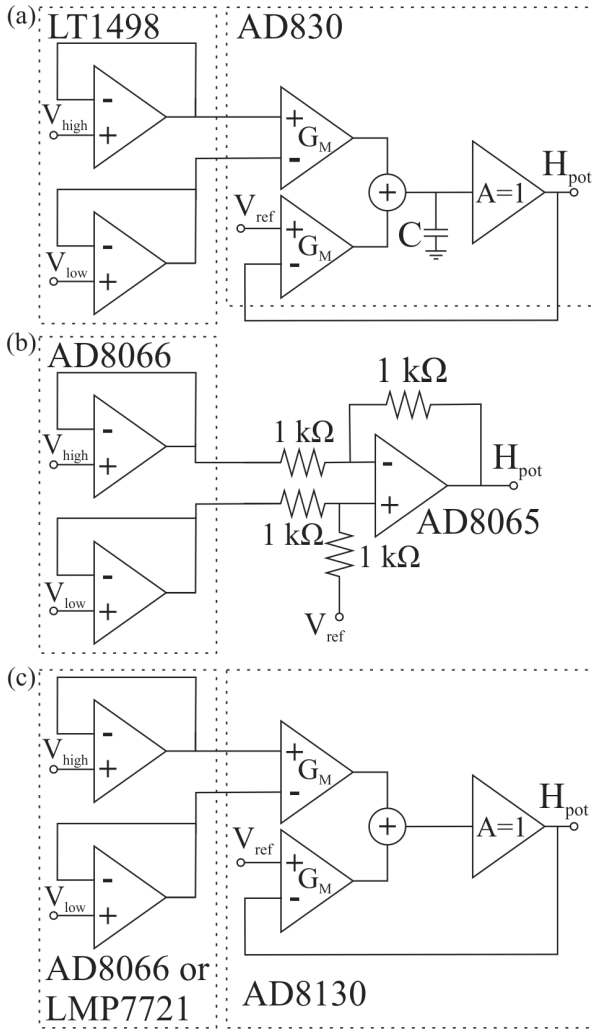 (a)
LT1498
AD830
V high
-
+
V low
-
+
+
G M
-
V ref
+
G M
-
+
C
A=1
H pot
(b)
AD8066
V high
-
+
V low
-
+
1 kΩ
1 kΩ
-
+
H pot
AD8065
1 kΩ
1 kΩ
V ref
(c)
V high
-
+
V low
-
+
+
G M
-
V ref
+
G M
-
+
A=1
H pot
AD8066 or
LMP7721
AD8130